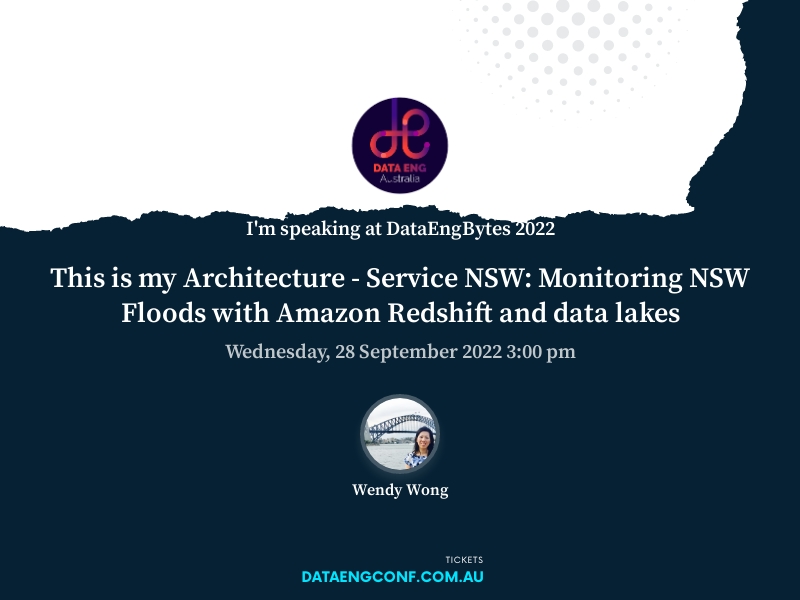 DATA ENG
Australia
I'm speaking at DataEngBytes 2022
This is my Architecture - Service NSW: Monitoring NSW
Floods with Amazon Redshift and data lakes
Wednesday, 28 September 2022 3:00 pm
Wendy Wong
TICKETS
DATAENGCONF.COM.AU